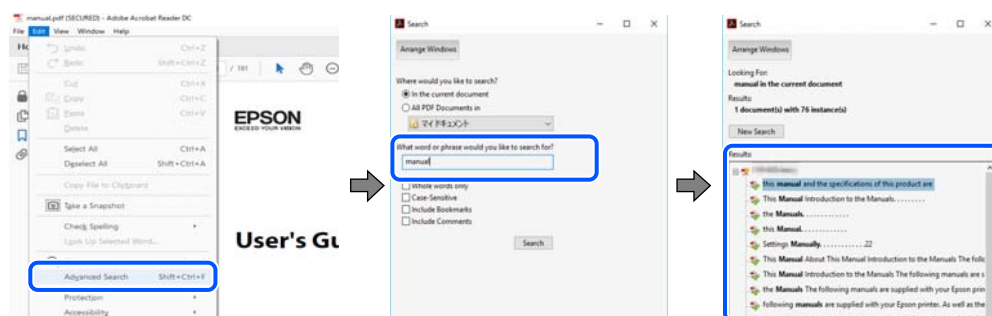 manual.pdf (SECURED) - Adobe Acrobat Reader DC
File Edit View Window Help
Undo Ctrl+Z
Redo Shift+Ctrl+Z
Cut Ctrl+X
Copy Ctrl+C
Paste Ctrl+V
Delete
Select All Ctrl+A
Deselect All Shift+Ctrl+A
Copy File to Clipboard
Take a Snapshot
Check Spelling
Look Up Selected Word...
Advanced Search Shift+Ctrl+F
Protection
Accessibility
/ 181
EPSON
EXCEED YOUR VISION
User's Gu
Search
Arrange Windows
Where would you like to search?
In the current document
All PDF Documents in
マイ ドキュメント
What word or phrase would you like to search for?
manual
Whole words only
Case-Sensitive
Include Bookmarks
Include Comments
Search
Search
Arrange Windows
Looking For:
manual in the current document
Results:
1 document(s) with 76 instance(s)
New Search
Results:
this manual and the specifications of this product are
This Manual Introduction to the Manuals. . . . . . . . .
the Manuals. . . . . . . . . . . . .
this Manual. . . . . . . . . . . . .
Settings Manually. . . . . . . . . . . .22
This Manual About This Manual Introduction to the Manuals The follo
This Manual Introduction to the Manuals The following manuals are s
the Manuals The following manuals are supplied with your Epson prin
following manuals are supplied with your Epson printer. As well as the